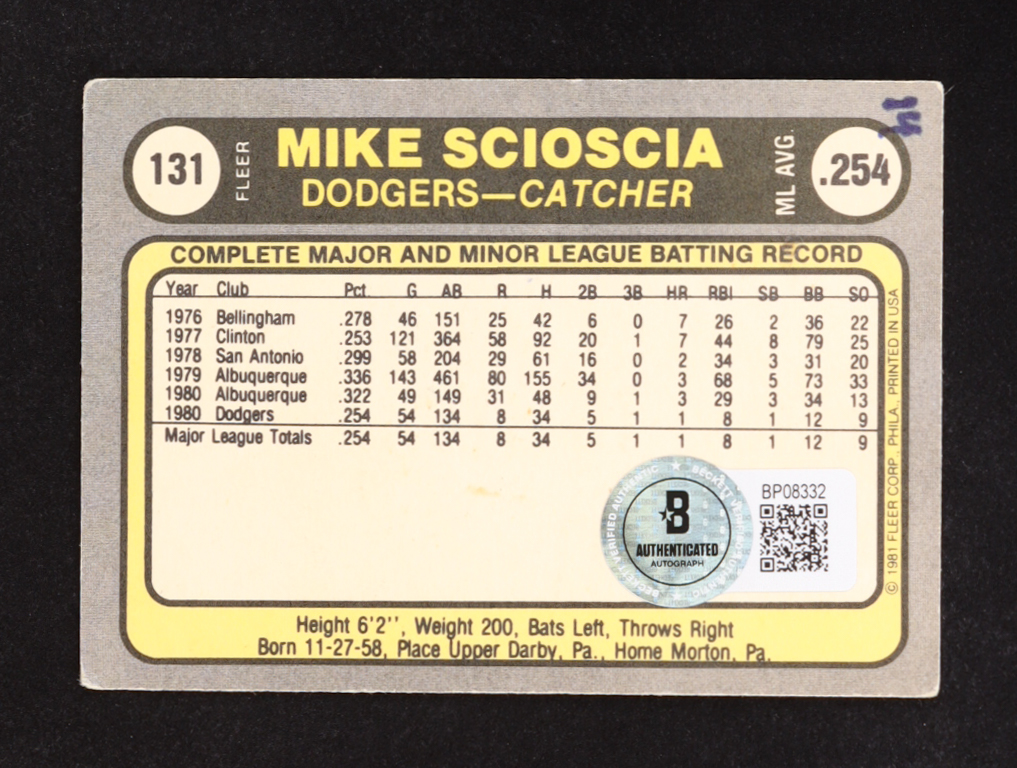 131 FLEER MIKE SCIOSCIA ML AVG. .254
DODGERS—CATCHER
14
COMPLETE MAJOR AND MINOR LEAGUE BATTING RECORD
Year Club Pct. G AB R H 2B 3B HR RBI SB BB SO
1976 Bellingham .278 46 151 25 42 6 0 7 26 2 36 22
1977 Clinton .253 121 364 58 92 20 1 7 44 8 79 25
1978 San Antonio .299 58 204 29 61 16 0 2 34 3 31 20
1979 Albuquerque .336 143 461 80 155 34 0 3 68 5 73 33
1980 Albuquerque .322 49 149 31 48 9 1 3 29 3 34 13
1980 Dodgers .254 54 134 8 34 5 1 1 8 1 12 9
Major League Totals .254 54 134 8 34 5 1 1 8 1 12 9
VERIFIED AUTHENTIC ★ BECKETT
B
AUTHENTICATED
AUTOGRAPH
BP08332
© 1981 FLEER CORP., PHILA., PRINTED IN USA
Height 6'2'', Weight 200, Bats Left, Throws Right
Born 11-27-58, Place Upper Darby, Pa., Home Morton, Pa.